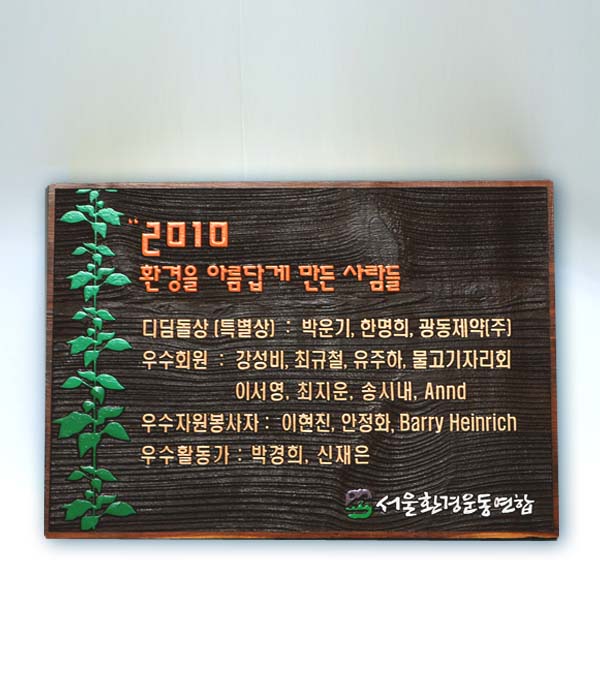 "2010
환경을 아름답게 만든 사람들
디딤돌상 [특별상] : 박운기, 한명희, 광동제약(주)
우수회원 : 강성비, 최규철, 유주하, 물고기자리회
이서영, 최지운, 송시내, Annd
우수자원봉사자 : 이현진, 안정화, Barry Heinrich
우수활동가 : 박경희, 신재은
서울환경운동연합